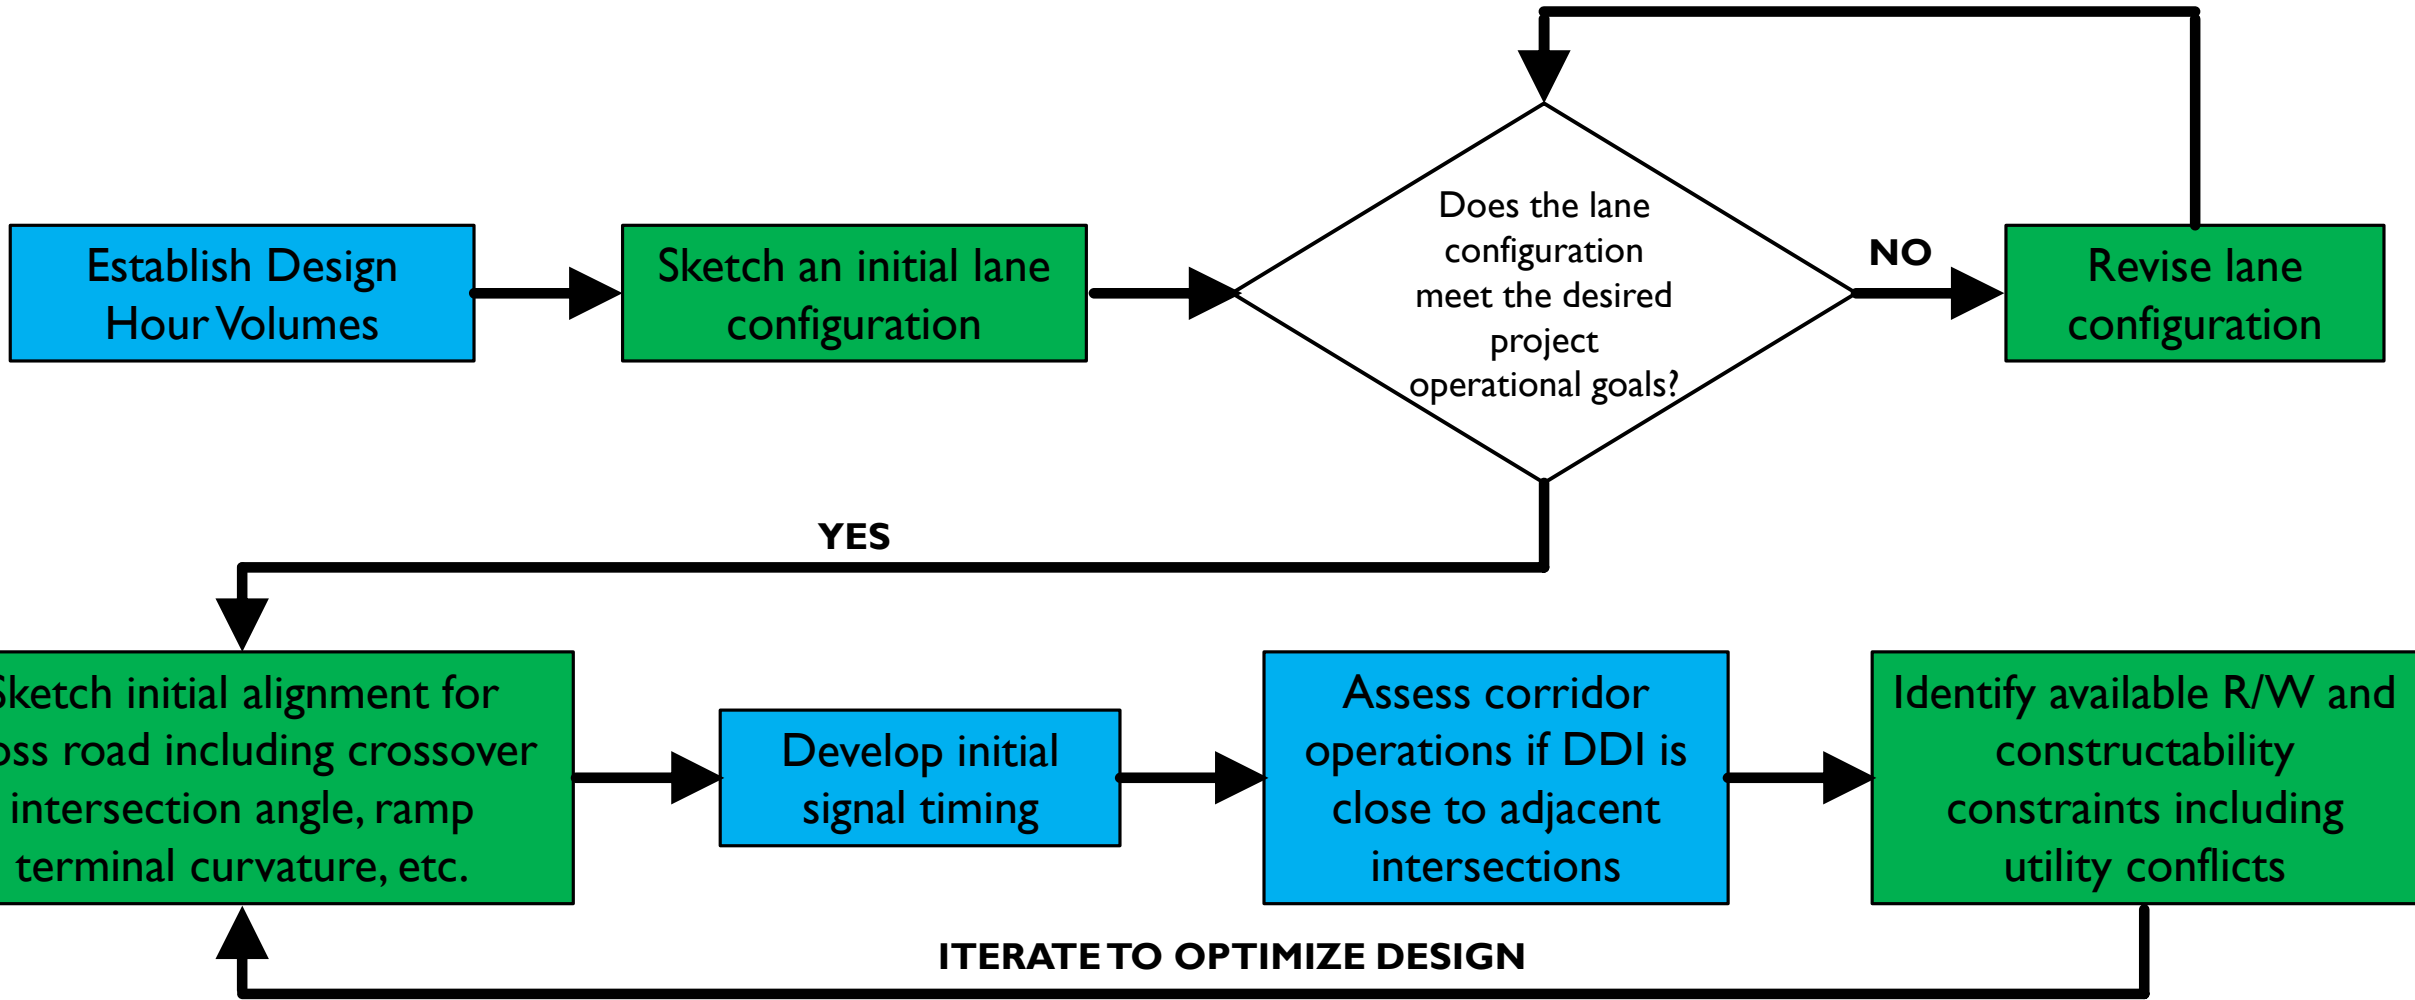 Establish Design
Hour Volumes
Sketch an initial lane
configuration
Does the lane
configuration
meet the desired
project
operational goals?
NO
Revise lane
configuration
YES
Sketch initial alignment for
oss road including crossover
intersection angle, ramp
terminal curvature, etc.
Develop initial
signal timing
Assess corridor
operations if DDI is
close to adjacent
intersections
Identify available R/W and
constructability
constraints including
utility conflicts
ITERATE TO OPTIMIZE DESIGN